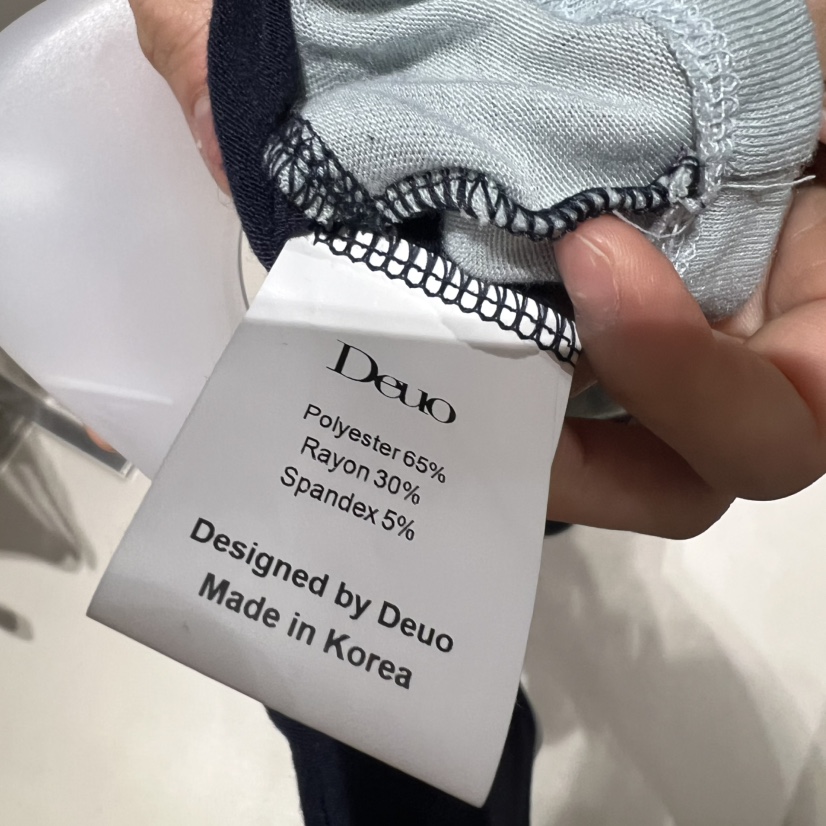 Deuo
Polyester 65%
Rayon 30%
Spandex 5%
Designed by Deuo
Made in Korea